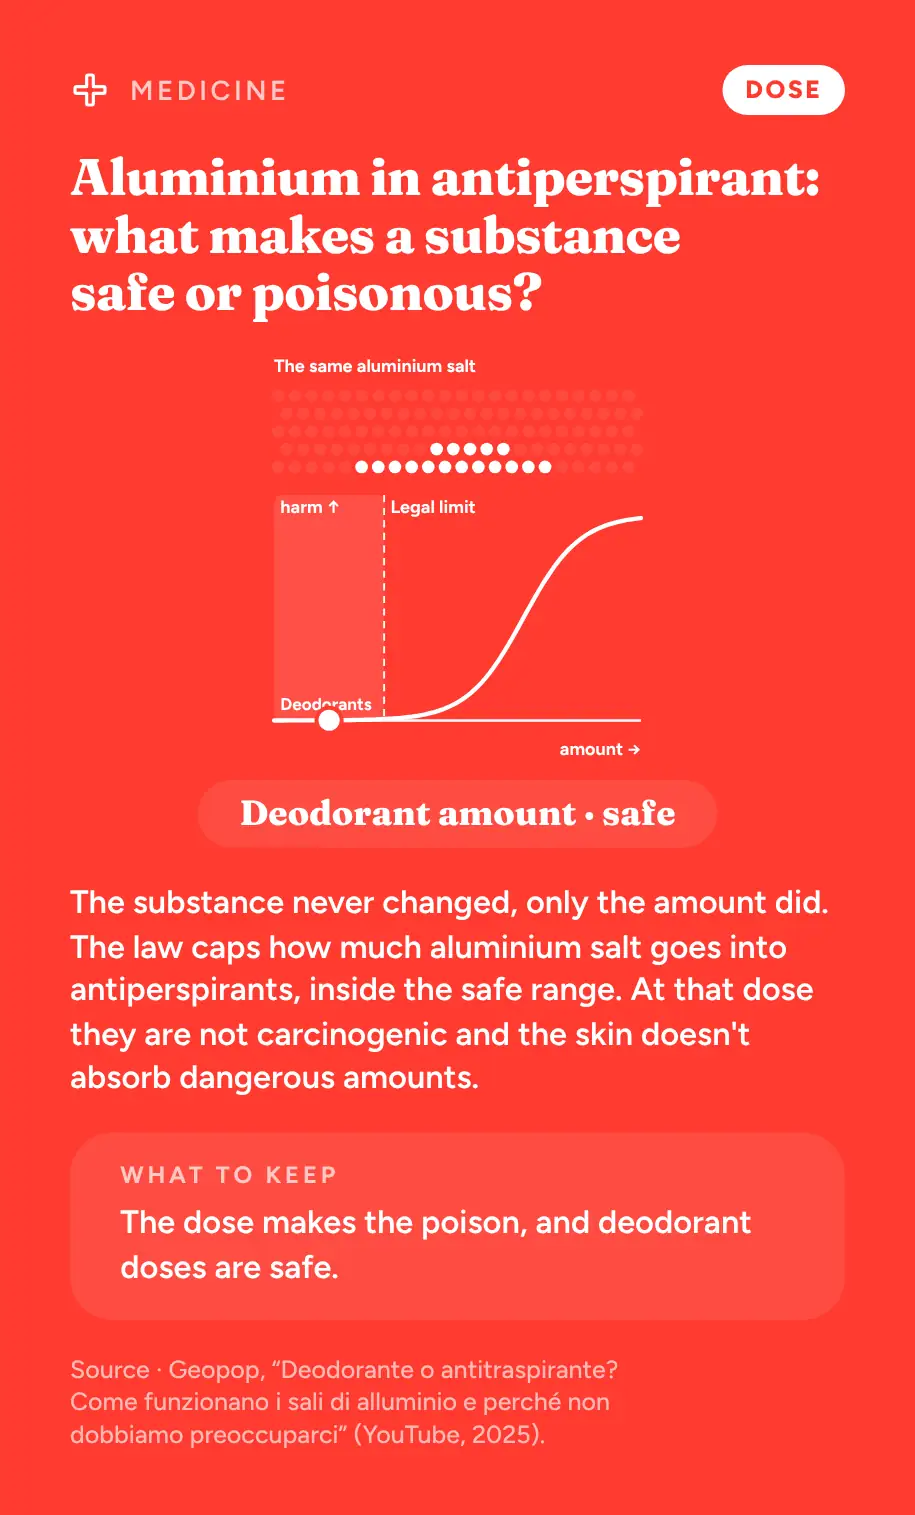 MEDICINE
DOSE
Aluminium in antiperspirant:
what makes a substance
safe or poisonous?
The same aluminium salt
harm ↑
Legal limit
Deodorants
amount →
Deodorant amount · safe
The substance never changed, only the amount did.
The law caps how much aluminium salt goes into
antiperspirants, inside the safe range. At that dose
they are not carcinogenic and the skin doesn't
absorb dangerous amounts.
WHAT TO KEEP
The dose makes the poison, and deodorant
doses are safe.
Source · Geopop, “Deodorante o antitraspirante?
Come funzionano i sali di alluminio e perché non
dobbiamo preoccuparci” (YouTube, 2025).